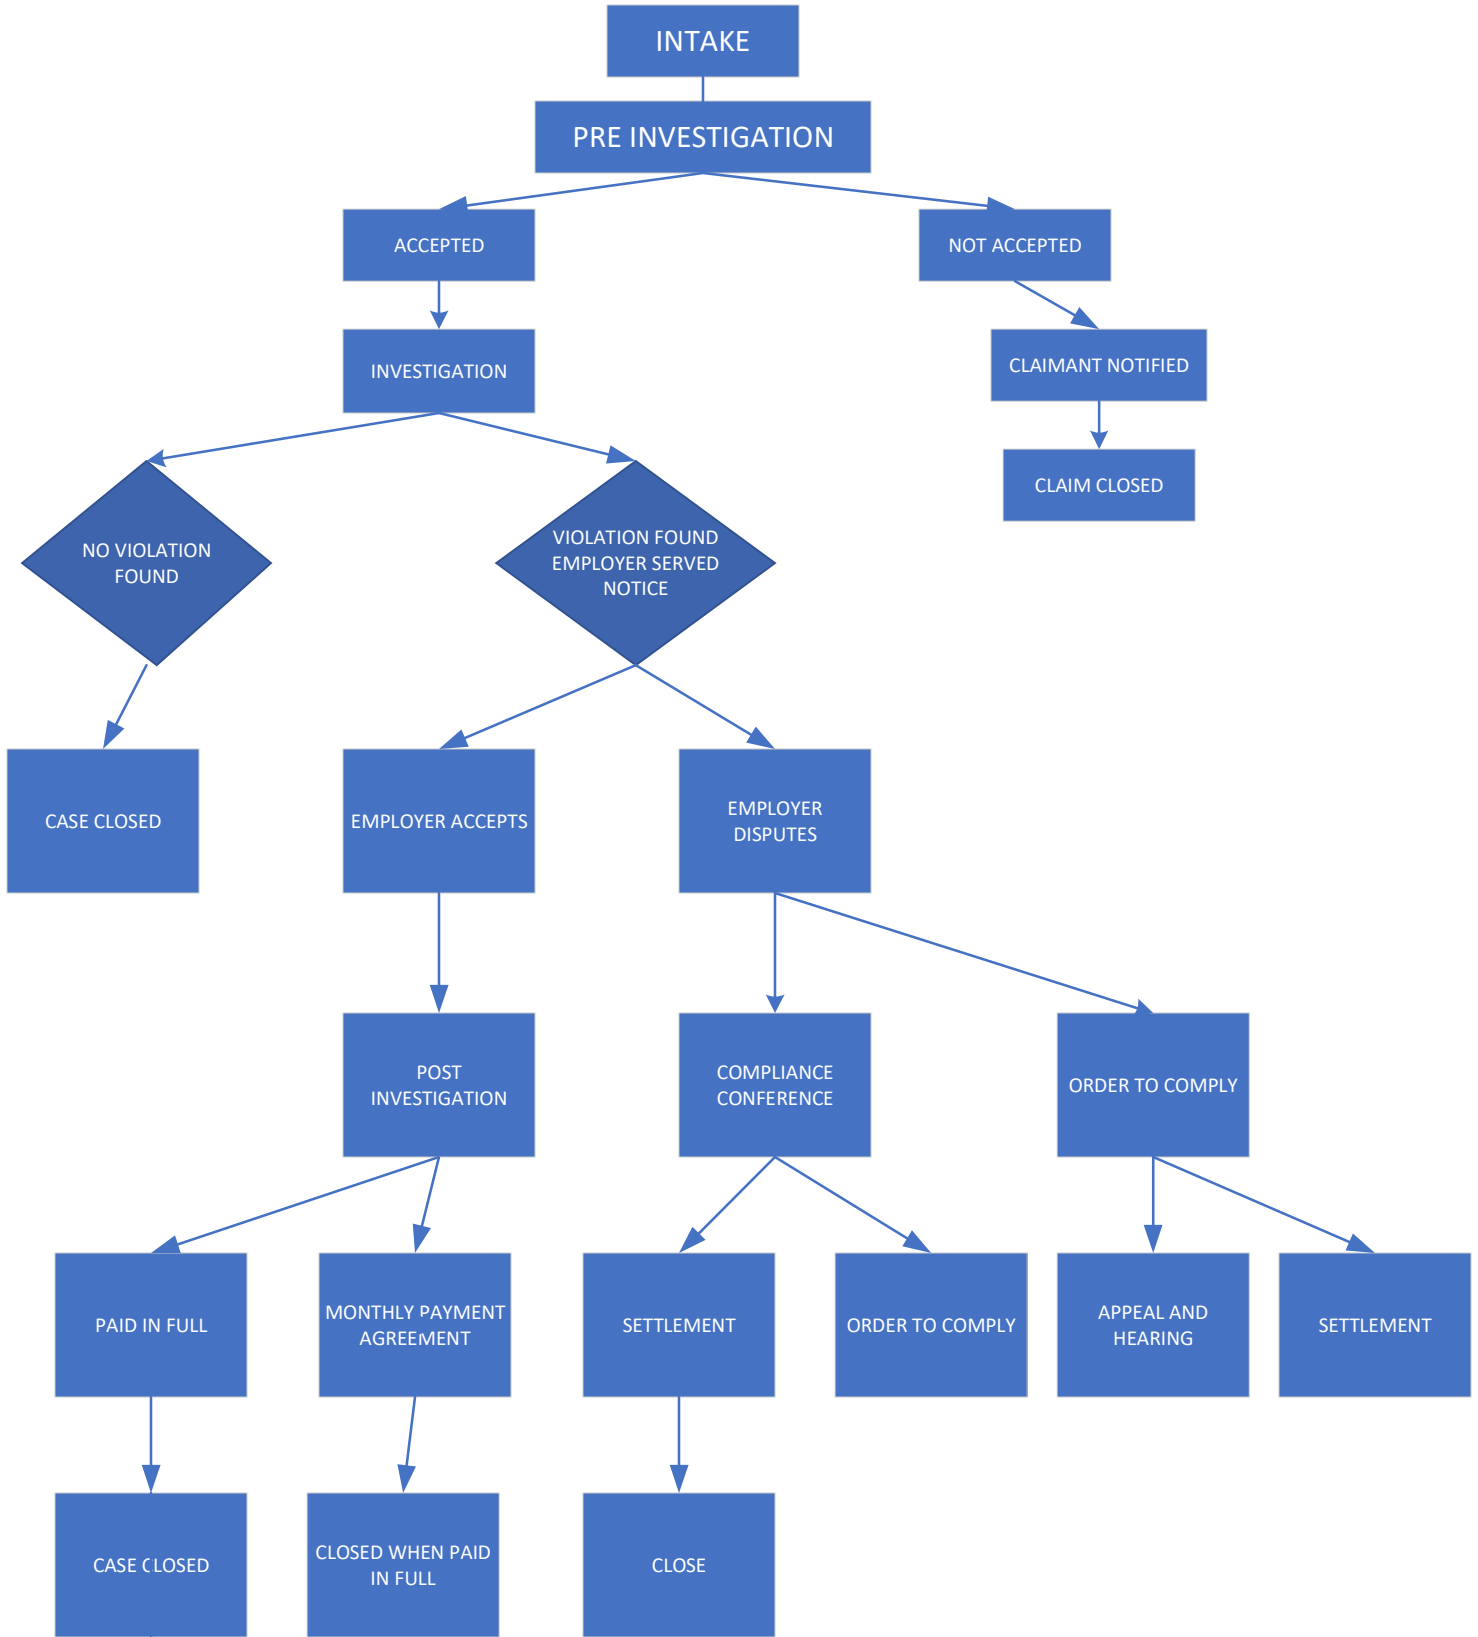 INTAKE
PRE INVESTIGATION
ACCEPTED
NOT ACCEPTED
INVESTIGATION
CLAIMANT NOTIFIED
CLAIM CLOSED
NO VIOLATION
FOUND
VIOLATION FOUND
EMPLOYER SERVED
NOTICE
CASE CLOSED
EMPLOYER ACCEPTS
EMPLOYER
DISPUTES
POST
INVESTIGATION
COMPLIANCE
CONFERENCE
ORDER TO COMPLY
PAID IN FULL
MONTHLY PAYMENT
AGREEMENT
SETTLEMENT
ORDER TO COMPLY
APPEAL AND
HEARING
SETTLEMENT
CASE CLOSED
CLOSED WHEN PAID
IN FULL
CLOSE